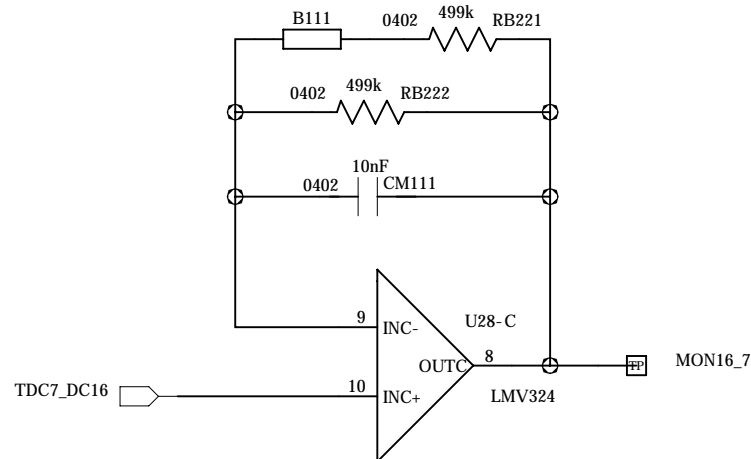 B111 0402 499k RB221
0402 499k RB222
10nF
0402 CM111
9 INC- U28-C
OUTC 8 TP MON16_7
TDC7_DC16 10 INC+ LMV324